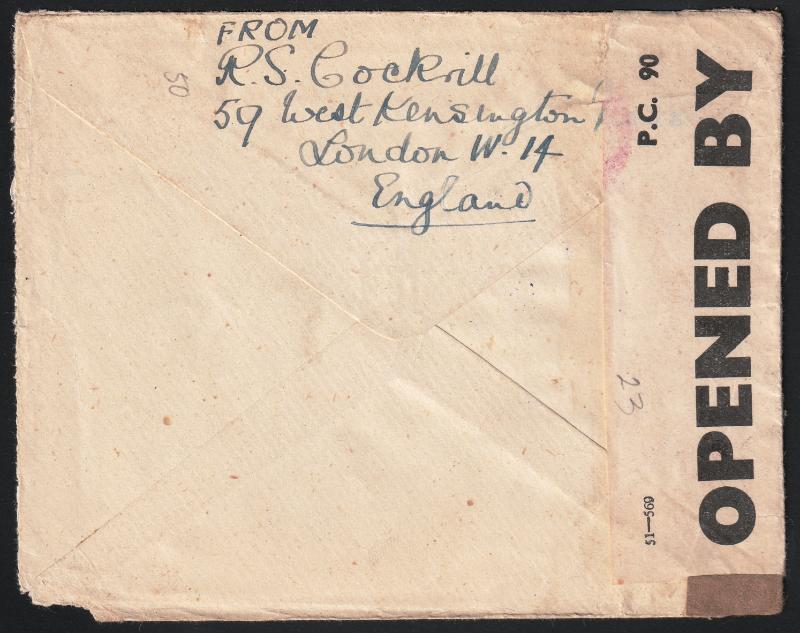 FROM
R. S. Cockrill
59 West Kensington
London W. 14
England
50
P.C. 90
OPENED BY
23
51—569